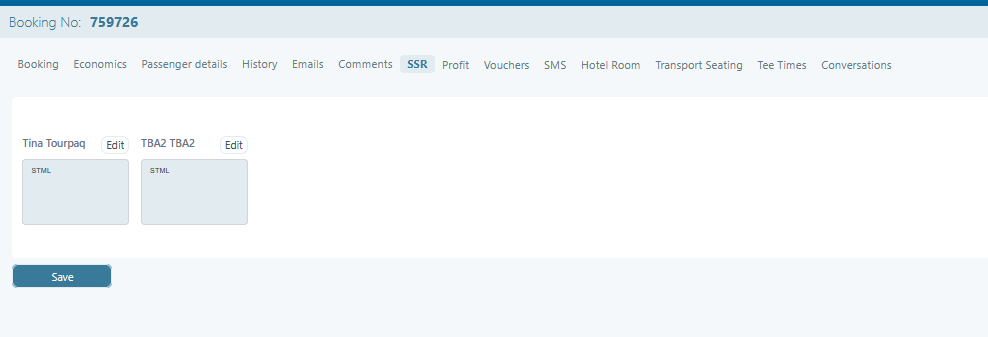 Booking No: 759726
Booking Economics Passenger details History Emails Comments SSR Profit Vouchers SMS Hotel Room Transport Seating Tee Times Conversations
Tina Tourpaq Edit TBA2 TBA2 Edit
STML STML
Save